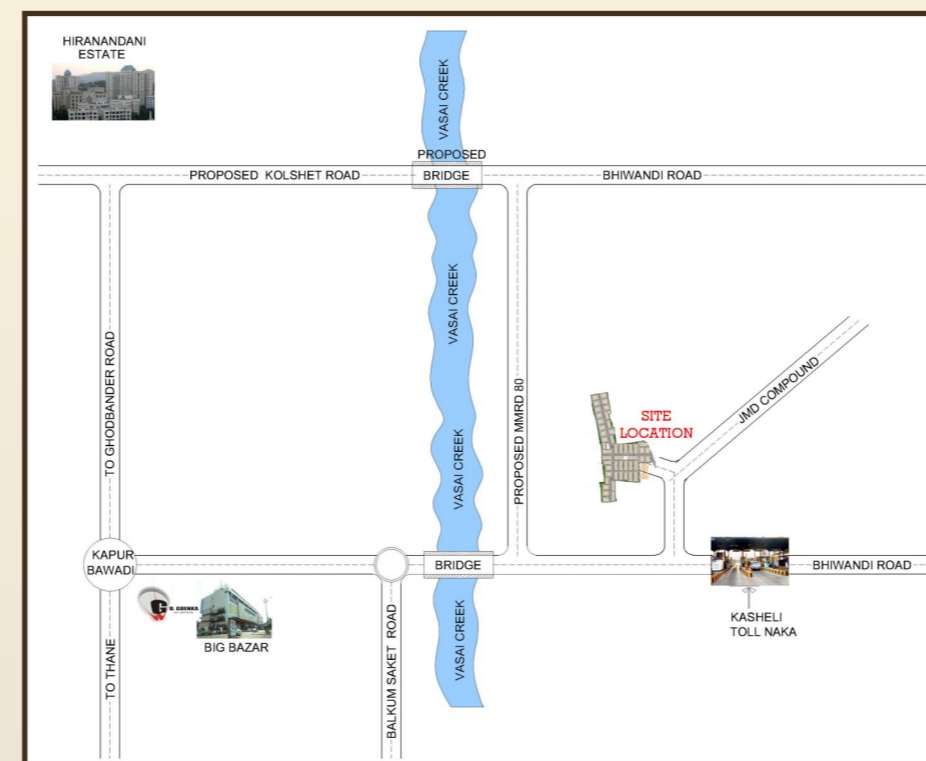 HIRANANDANI
ESTATE
VASAI CREEK
PROPOSED
PROPOSED KOLSHET ROAD
BRIDGE
BHIWANDI ROAD
VASAI CREEK
TO GHODBANDER ROAD
PROPOSED MMRD 80
JMD COMPOUND
SITE
LOCATION
VASAI CREEK
KAPUR
BAWADI
BRIDGE
BHIWANDI ROAD
G
G. GOENKA
BIG BAZAR
KASHELI
TOLL NAKA
TO THANE
BALKUM SAKET ROAD
VASAI CREEK